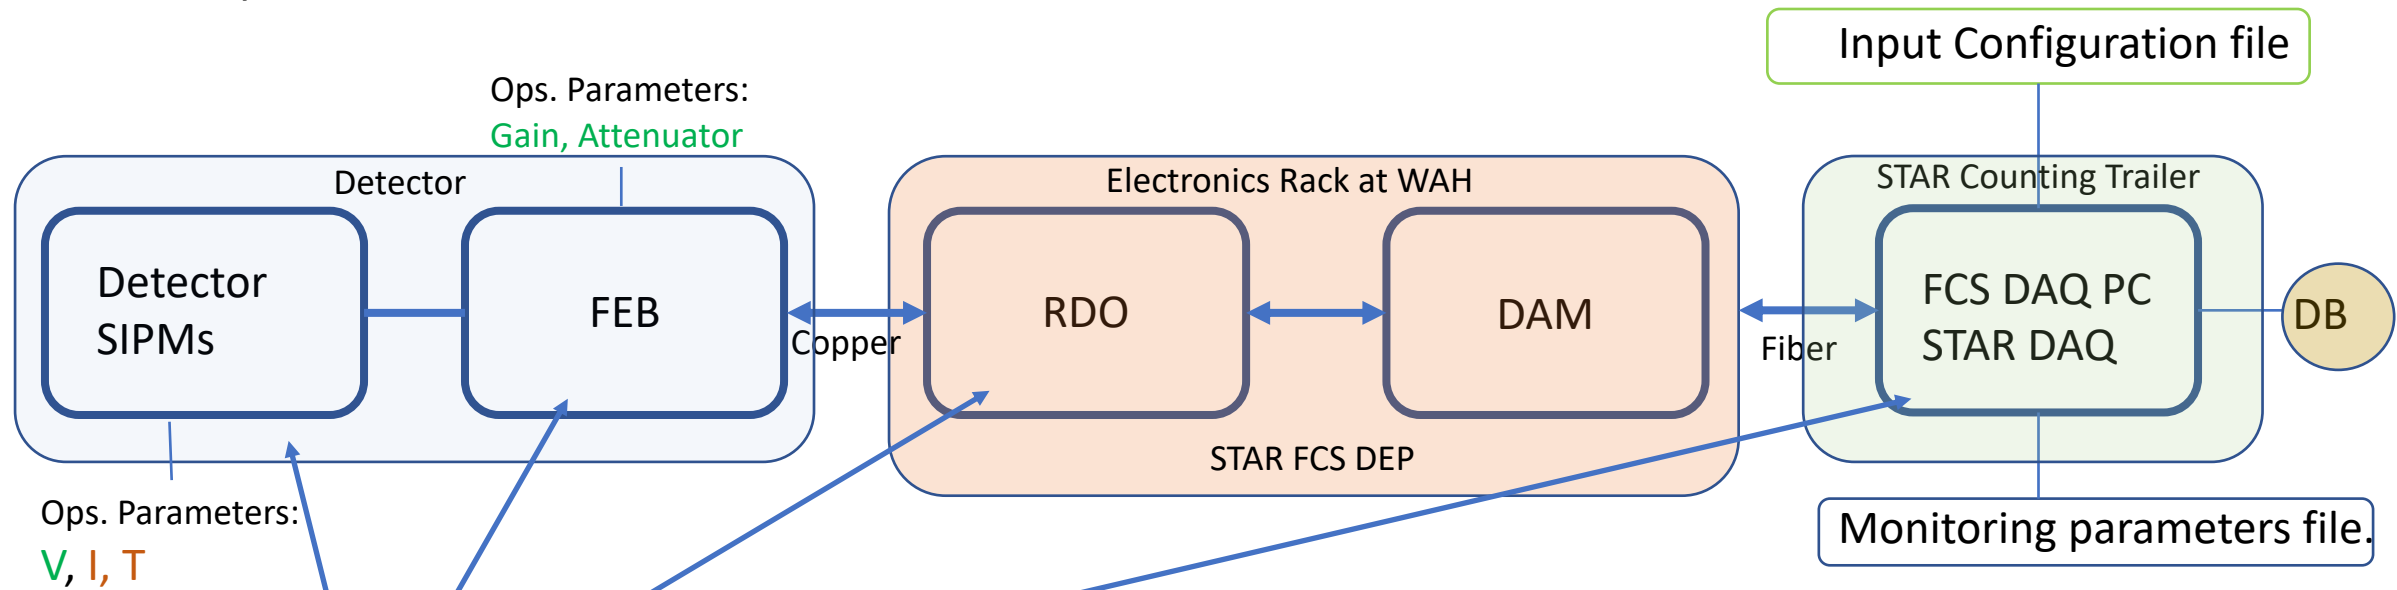 Input Configuration file
Ops. Parameters:
Gain, Attenuator
Detector
Electronics Rack at WAH
STAR Counting Trailer
Detector
SIPMs
FEB
RDO
DAM
FCS DAQ PC
STAR DAQ
DB
Copper
Fiber
STAR FCS DEP
Ops. Parameters:
V, I, T
Monitoring parameters file.